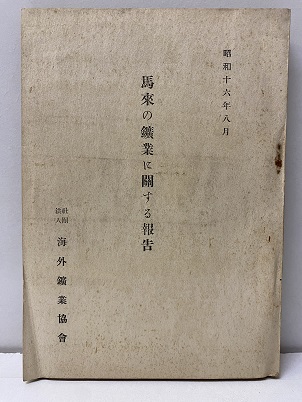 昭和十六年八月
馬來の鑛業に關する報告
社團法人 海外鑛業協會